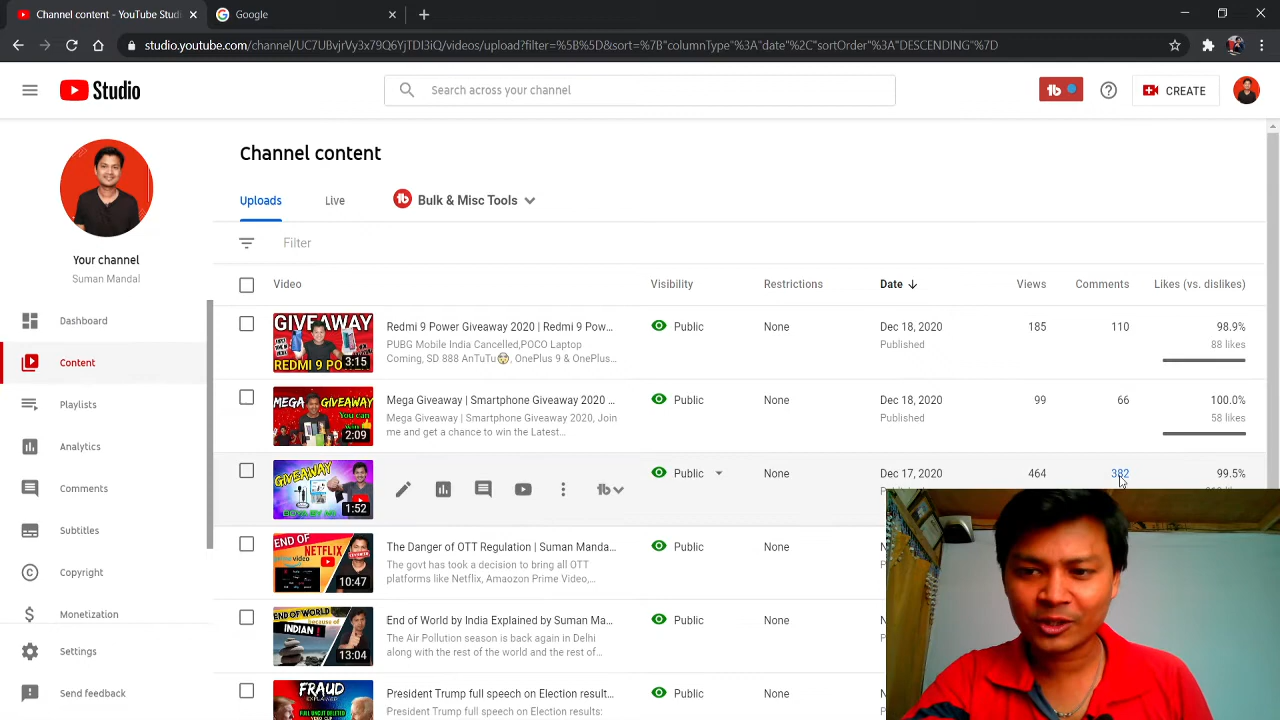 Channel content - YouTube Studi
Google
studio.youtube.com/channel/UC7UBvjrVy3x79Q6YjTDI3iQ/videos/upload?filter=%5B%5D&sort=%7B"columnType"%3A"date"%2C"sortOrder"%3A"DESCENDING"%7D
Studio
Search across your channel
CREATE
Your channel
Suman Mandal
Dashboard
Content
Playlists
Analytics
Comments
Subtitles
Copyright
Monetization
Settings
Send feedback
Channel content
Uploads
Live
Bulk & Misc Tools
Filter
Video Visibility Restrictions Date Views Comments Likes (vs. dislikes)
GIVEAWAY
REDMI 9 POWER
3:15
Redmi 9 Power Giveaway 2020 | Redmi 9 Pow...
PUBG Mobile India Cancelled,POCO Laptop
Coming, SD 888 AnTuTu🤯, OnePlus 9 & OnePlus...
Public None Dec 18, 2020 185 110 98.9%
Published 88 likes
MEGA GIVEAWAY
You can
2:09
Mega Giveaway | Smartphone Giveaway 2020 ...
Mega Giveaway | Smartphone Giveaway 2020, Join
me and get a chance to win the Latest...
Public None Dec 18, 2020 99 66 100.0%
Published 58 likes
GIVEAWAY
1:52
Public None Dec 17, 2020 464 382 99.5%
END OF
NETFLIX
prime video
10:47
The Danger of OTT Regulation | Suman Manda...
The govt has took a decision to bring all OTT
platforms like Netflix, Amaozon Prime Video,...
Public None
END OF WORLD
because of
INDIAN
13:04
End of World by India Explained by Suman Ma...
The Air Pollution season is back again in Delhi
along with the rest of the world and the rest of...
Public None
FRAUD
President Trump full speech on Election result...
President Trump full speech on Election results:
Public None